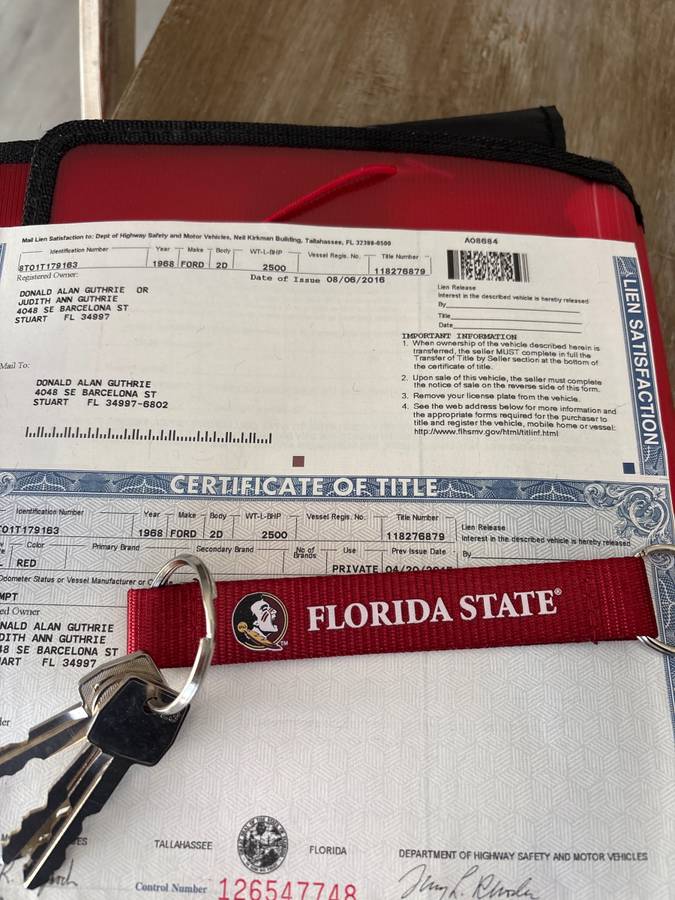 Mail Lien Satisfaction to: Dept of Highway Safety and Motor Vehicles, Neil Kirkman Building, Tallahassee, FL 32399-0500
A08684
Identification Number Year Make Body WT-L-BHP Vessel Regis. No. Title Number
8T01T179163 1968 FORD 2D 2500 118276879
Registered Owner: Date of Issue 08/06/2016
DONALD ALAN GUTHRIE OR
JUDITH ANN GUTHRIE
4048 SE BARCELONA ST
STUART FL 34997
Lien Release
Interest in the described vehicle is hereby released
By
Title
Date
IMPORTANT INFORMATION
1. When ownership of the vehicle described herein is
transferred, the seller MUST complete in full the
Transfer of Title by Seller section at the bottom of
the certificate of title.
2. Upon sale of this vehicle, the seller must complete
the notice of sale on the reverse side of this form.
3. Remove your license plate from the vehicle.
4. See the web address below for more information and
the appropriate forms required for the purchaser to
title and register the vehicle, mobile home or vessel:
http://www.flhsmv.gov/html/titlinf.html
Mail To:
DONALD ALAN GUTHRIE
4048 SE BARCELONA ST
STUART FL 34997-6802
LIEN SATISFACTION
CERTIFICATE OF TITLE
Identification Number Year Make Body WT-L-BHP Vessel Regis. No. Title Number
T01T179163 1968 FORD 2D 2500 118276879
Lien Release
Interest in the described vehicle is hereby released
By
Color Primary Brand Secondary Brand No of Brands Use Prev Issue Date
RED PRIVATE 04/20/
Odometer Status or Vessel Manufacturer or
MPT
ed Owner
NALD ALAN GUTHRIE
DITH ANN GUTHRIE
48 SE BARCELONA ST
ART FL 34997
FLORIDA STATE®
TM
TALLAHASSEE FLORIDA
DEPARTMENT OF HIGHWAY SAFETY AND MOTOR VEHICLES
Control Number 126547748